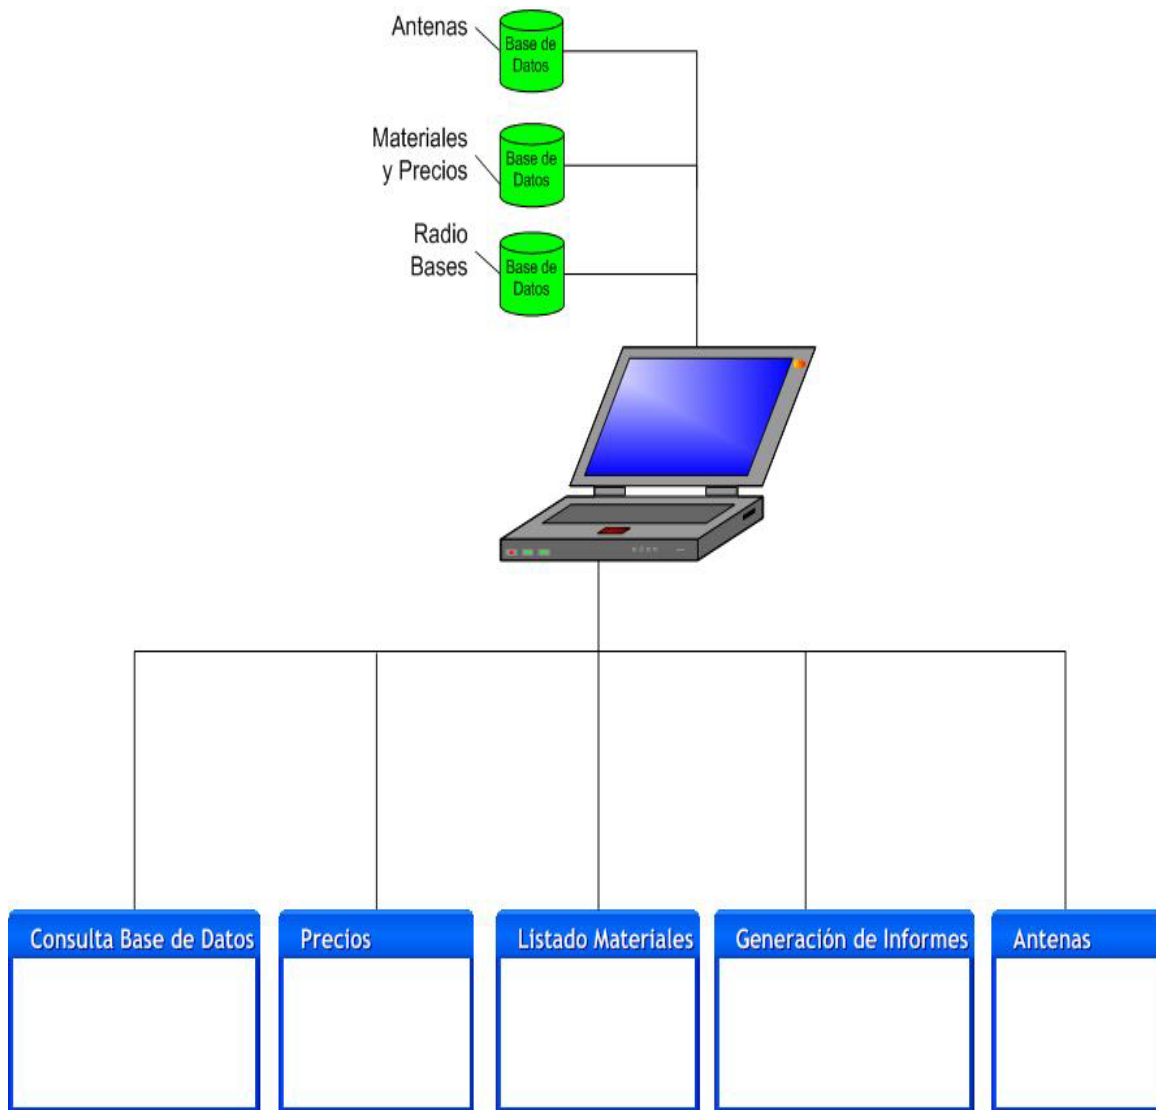 Antenas
Base de
Datos
Materiales
y Precios
Base de
Datos
Radio
Bases
Base de
Datos
Consulta Base de Datos
Precios
Listado Materiales
Generación de Informes
Antenas